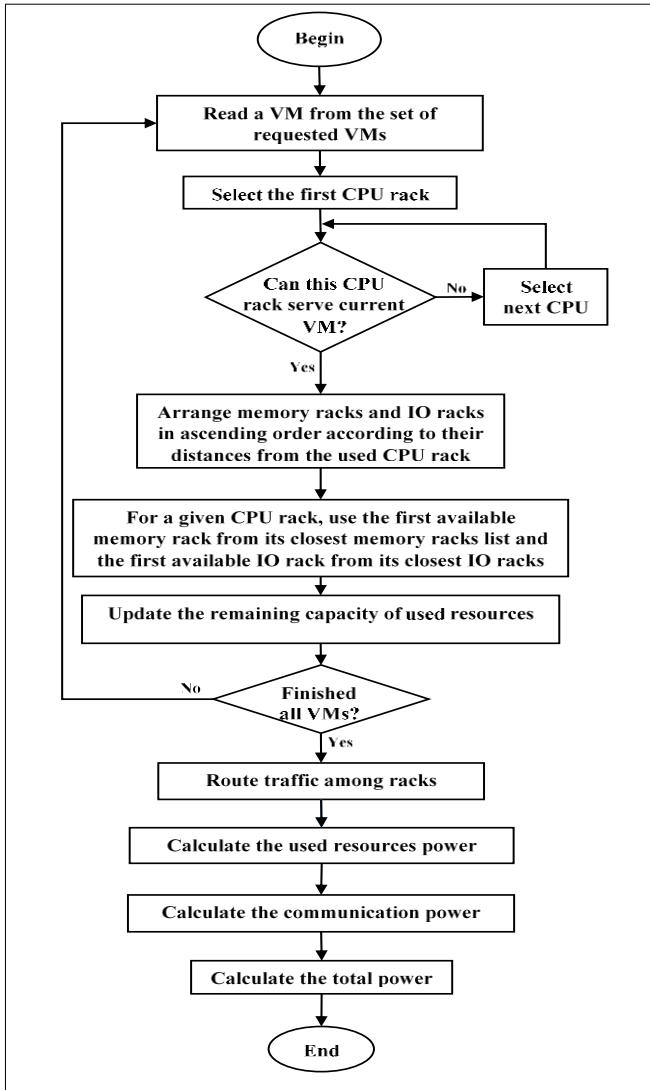 Begin
Read a VM from the set of
requested VMs
Select the first CPU rack
Can this CPU
rack serve current
VM?
No
Select
next CPU
Yes
Arrange memory racks and IO racks
in ascending order according to their
distances from the used CPU rack
For a given CPU rack, use the first available
memory rack from its closest memory racks list and
the first available IO rack from its closest IO racks
Update the remaining capacity of used resources
No
Finished
all VMs?
Yes
Route traffic among racks
Calculate the used resources power
Calculate the communication power
Calculate the total power
End